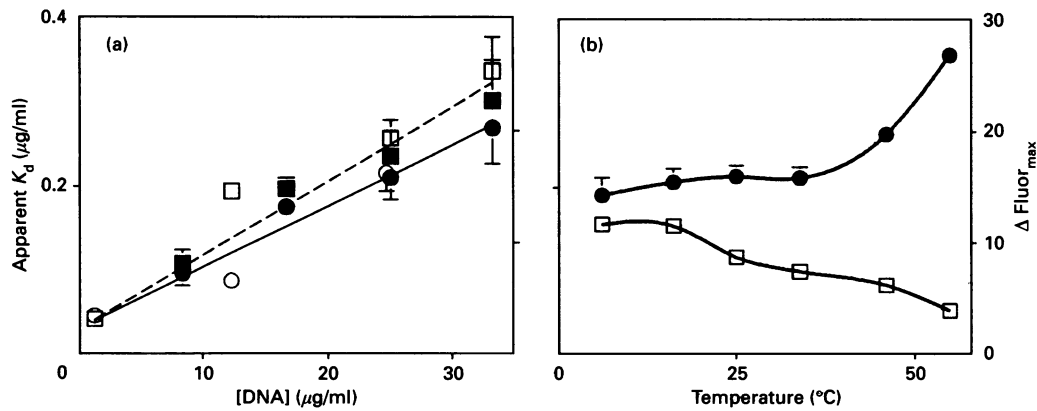 (a)
0.4
0.2
0
10
20
30
Apparent K_d (μg/ml)
[DNA] (μg/ml)
(b)
30
20
10
0
0
25
50
Δ Fluor_max
Temperature (°C)